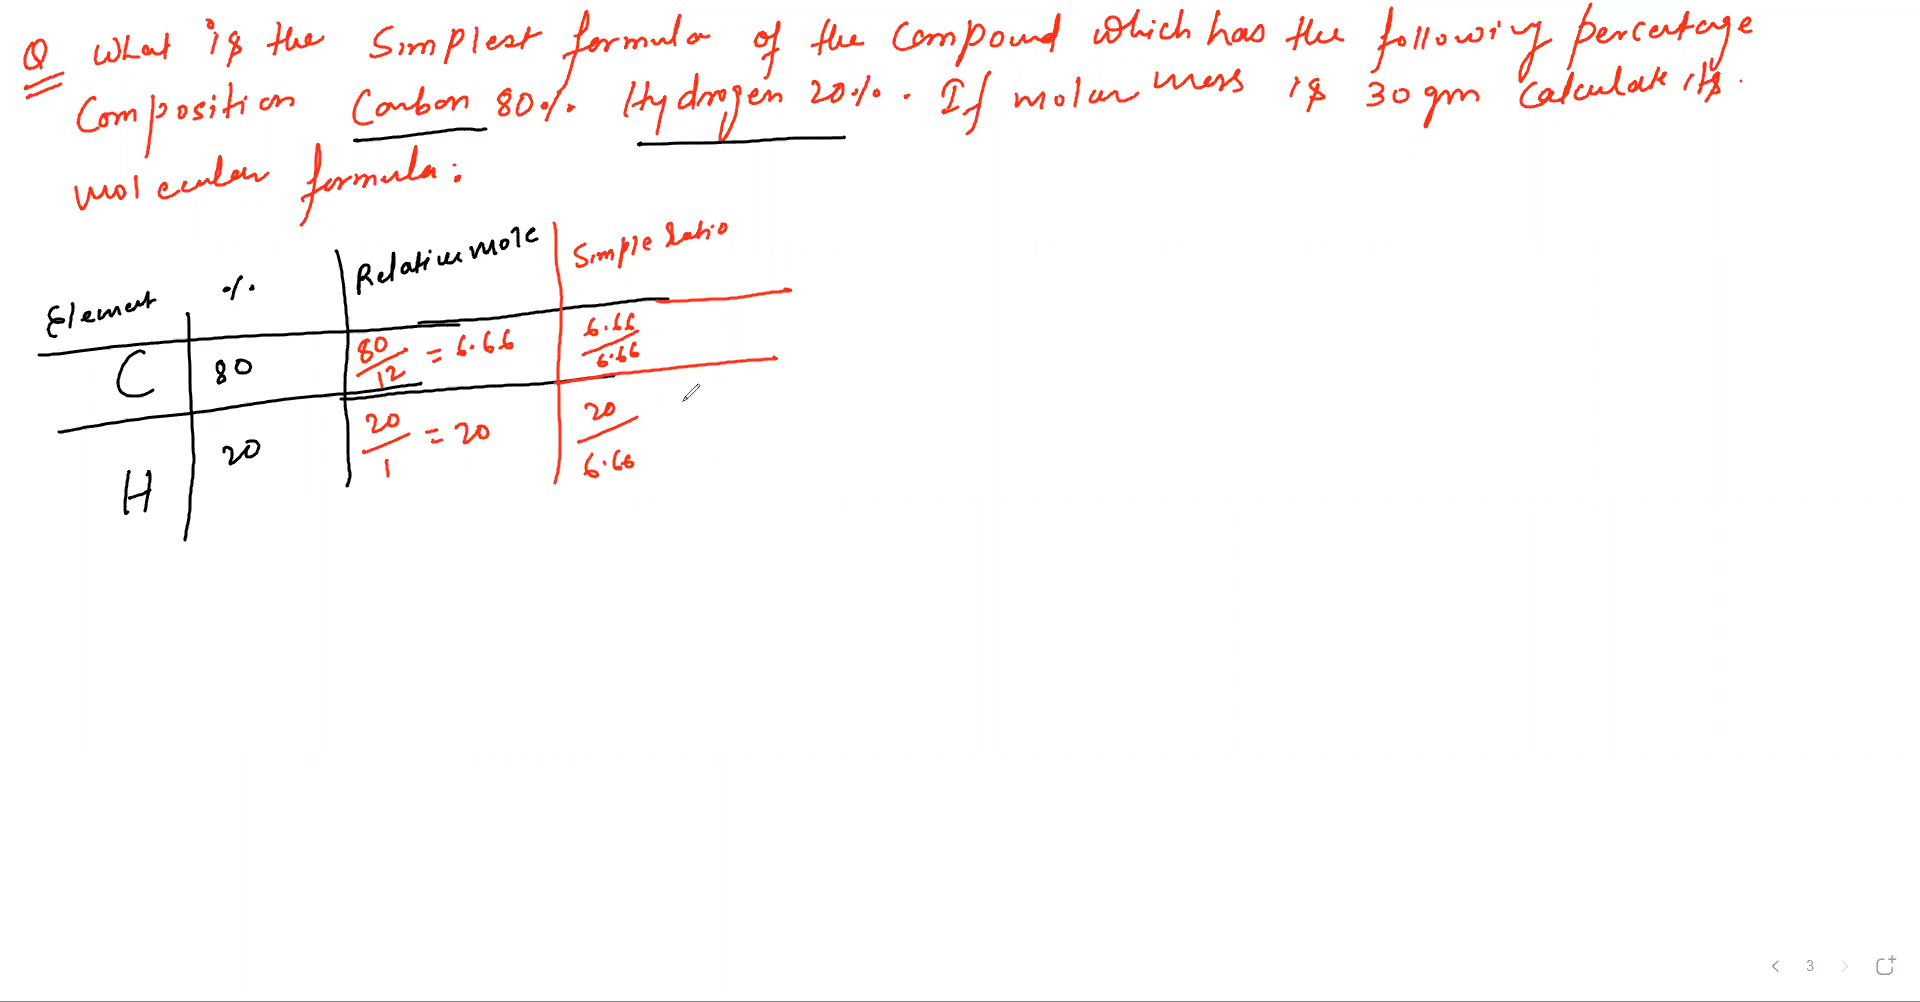 Q What is the Simplest formula of the Compound which has the following percentage
Composition Carbon 80%. Hydrogen 20%. If molar mass is 30 gm Calculate its.
molecular formula:
Element % Relative mole Simple Ratio
C 80 80/12 = 6.66 6.66/6.66
H 20 20/1 = 20 20/6.66
3